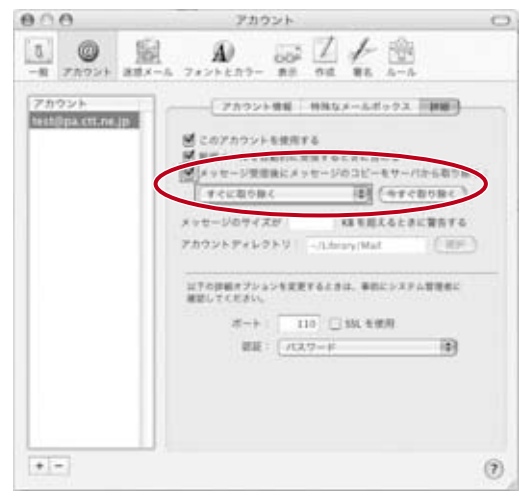 アカウント
一般 アカウント 迷惑メール フォントとカラー 表示 作成 署名 ルール
アカウント
test@pa.ctt.ne.jp
アカウント情報 特殊なメールボックス 詳細
このアカウントを使用する
メッセージ受信後にメッセージのコピーをサーバから取り除
すぐに取り除く 今すぐ取り除く
メッセージのサイズが KB を超えるときに警告する
アカウントディレクトリ： ~/Library/Mail 選択
以下の詳細オプションを変更するときは、事前にシステム管理者に
確認してください。
ポート： 110 SSL を使用
認証： パスワード
+ − ?